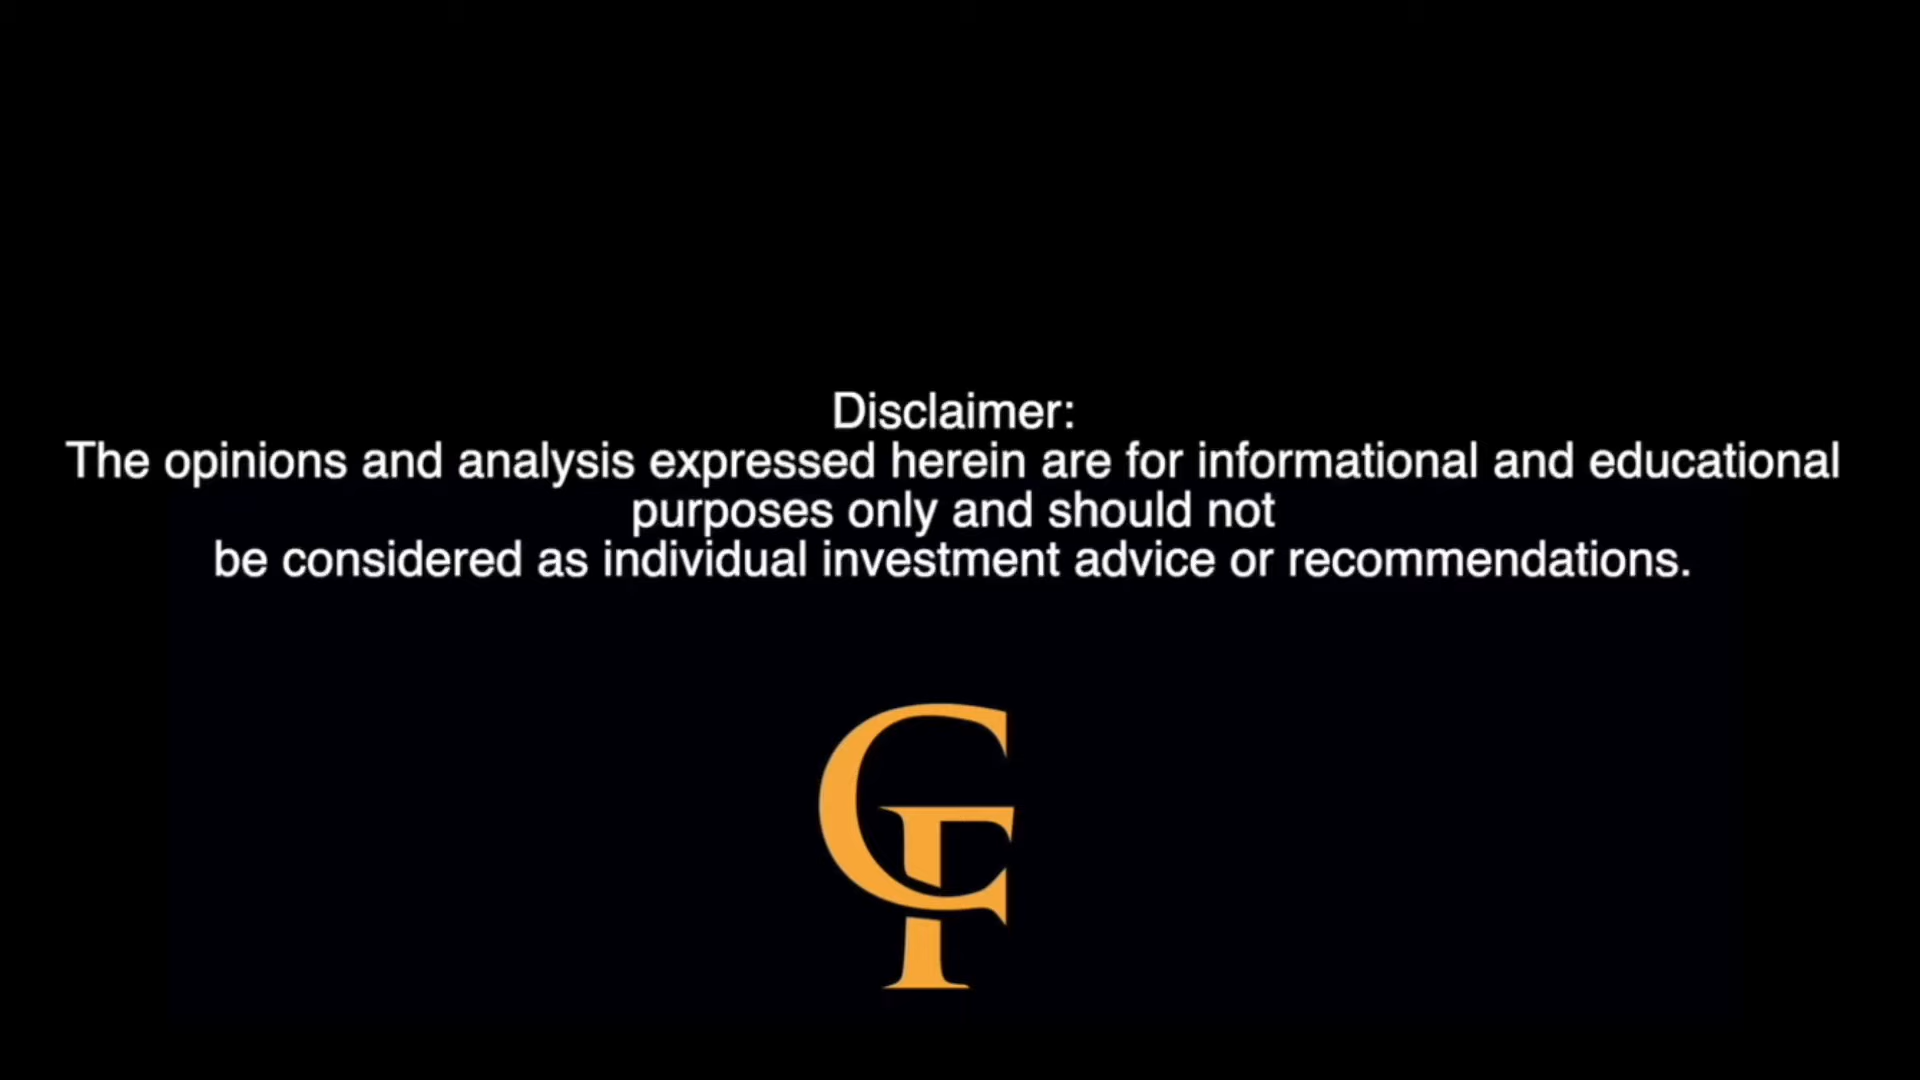 Disclaimer:
The opinions and analysis expressed herein are for informational and educational
purposes only and should not
be considered as individual investment advice or recommendations.
CF